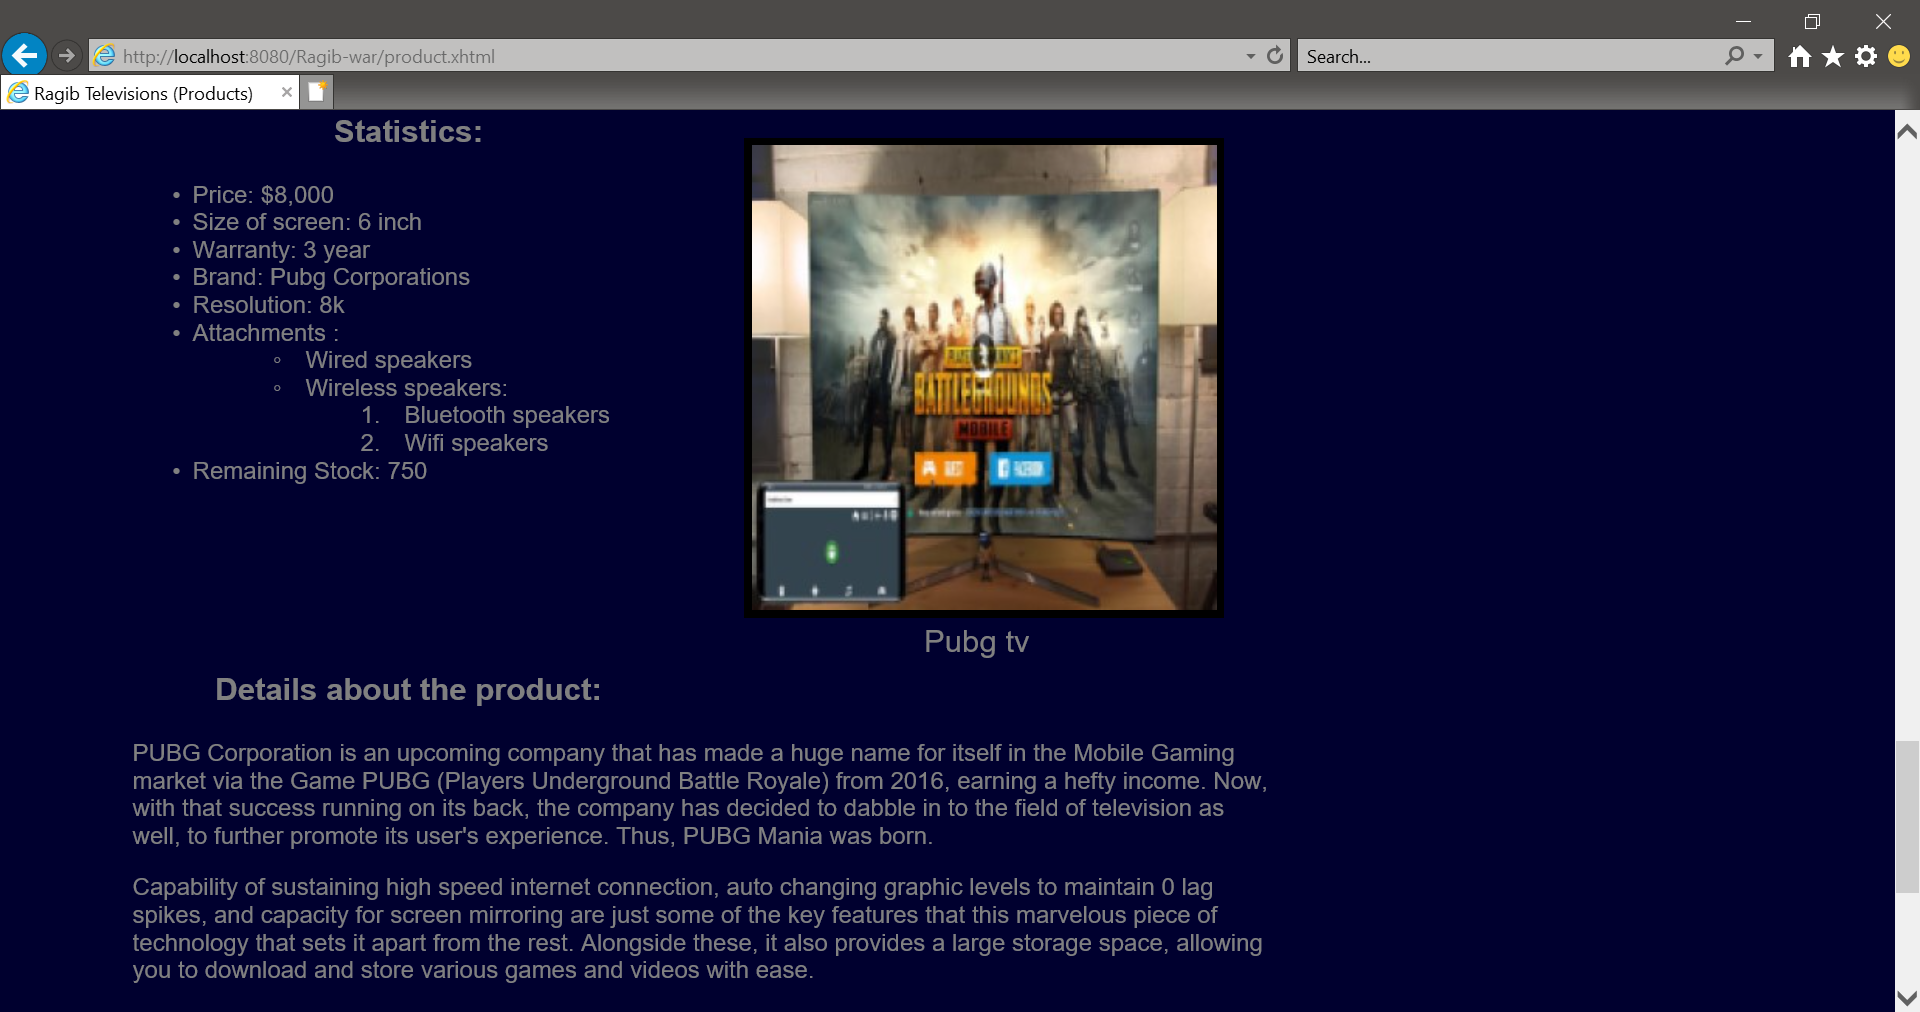 http://localhost:8080/Ragib-war/product.xhtml
Search...
Ragib Televisions (Products)
Statistics:
• Price: $8,000
• Size of screen: 6 inch
• Warranty: 3 year
• Brand: Pubg Corporations
• Resolution: 8k
• Attachments :
◦ Wired speakers
◦ Wireless speakers:
1. Bluetooth speakers
2. Wifi speakers
• Remaining Stock: 750
BATTLEGROUNDS
MOBILE
FACEBOOK
Pubg tv
Details about the product:
PUBG Corporation is an upcoming company that has made a huge name for itself in the Mobile Gaming
market via the Game PUBG (Players Underground Battle Royale) from 2016, earning a hefty income. Now,
with that success running on its back, the company has decided to dabble in to the field of television as
well, to further promote its user's experience. Thus, PUBG Mania was born.
Capability of sustaining high speed internet connection, auto changing graphic levels to maintain 0 lag
spikes, and capacity for screen mirroring are just some of the key features that this marvelous piece of
technology that sets it apart from the rest. Alongside these, it also provides a large storage space, allowing
you to download and store various games and videos with ease.